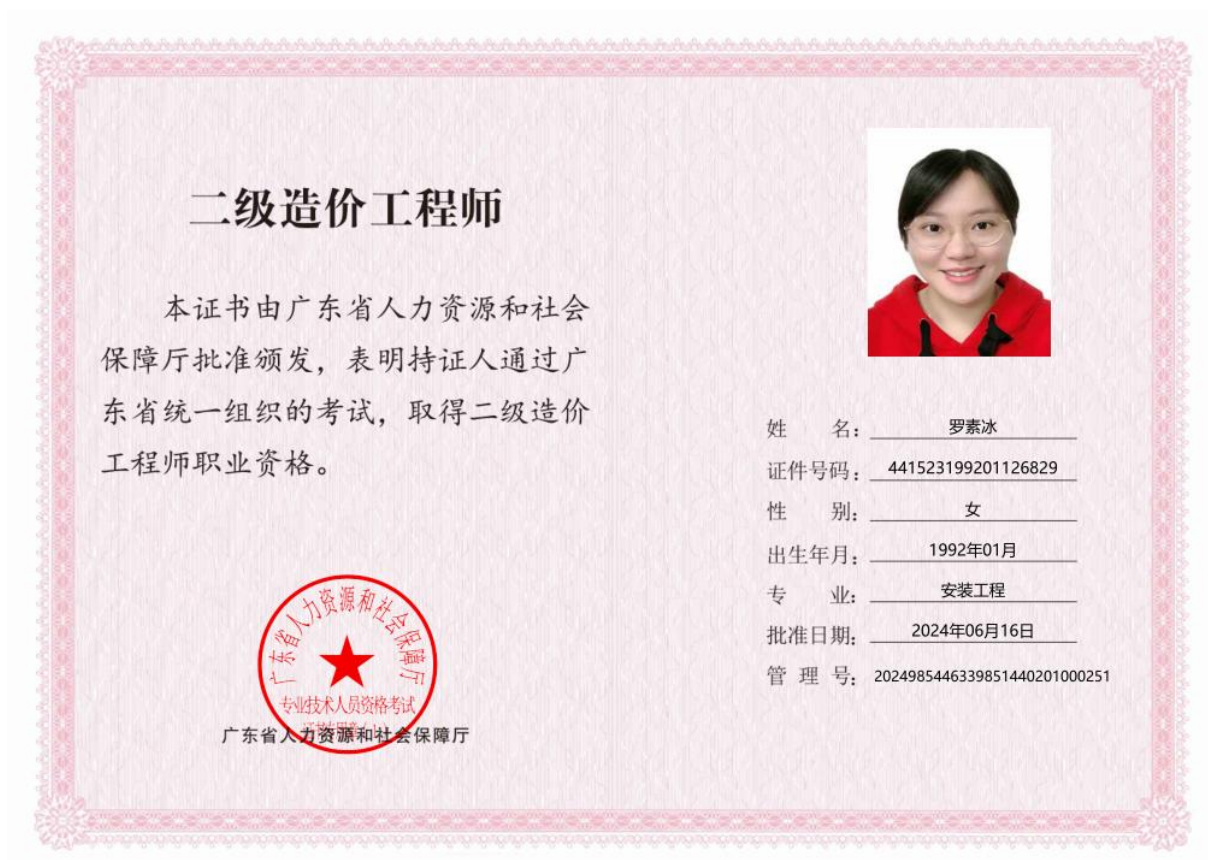 二级造价工程师
本证书由广东省人力资源和社会
保障厅批准颁发，表明持证人通过广
东省统一组织的考试，取得二级造价
工程师职业资格。
广东省人力资源和社会保障厅
专业技术人员资格考试
广东省人力资源和社会保障厅
姓 名：罗素冰
证件号码：441523199201126829
性 别：女
出生年月：1992年01月
专 业：安装工程
批准日期：2024年06月16日
管 理 号：2024985446339851440201000251